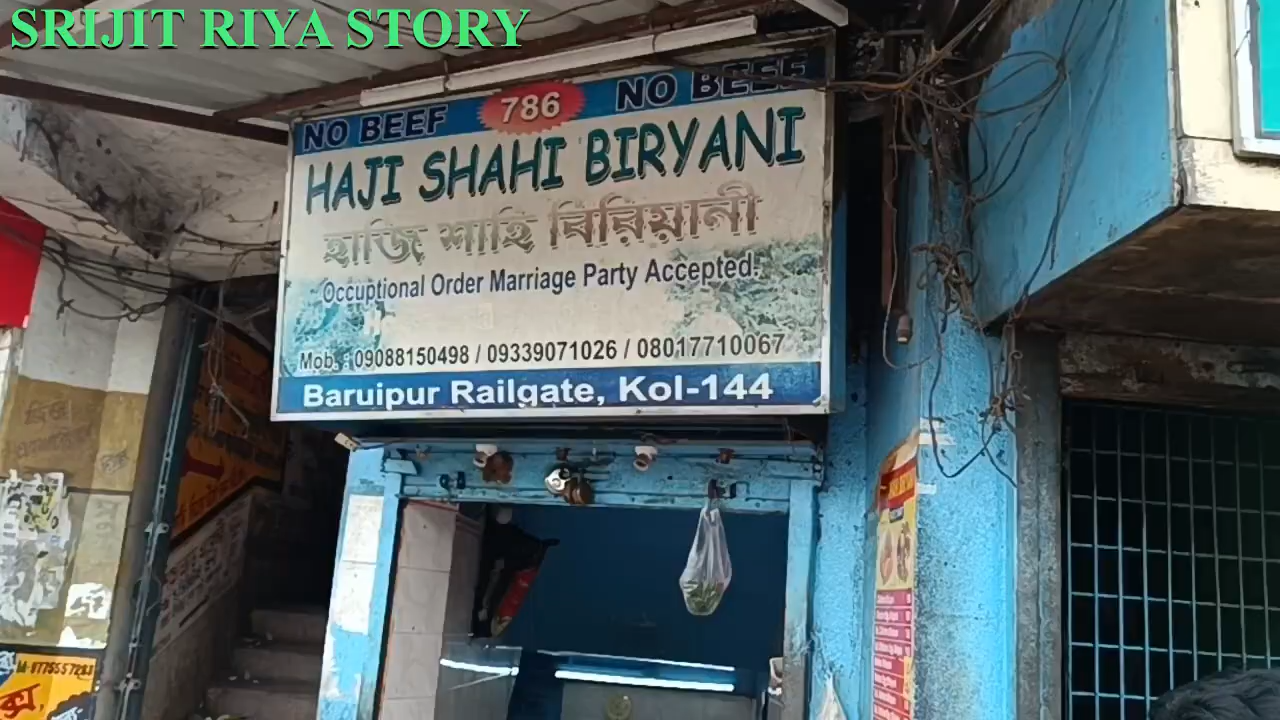 SRIJIT RIYA STORY
NO BEEF 786 NO BEEF
HAJI SHAHI BIRYANI
হাজি শাহি বিরিয়ানী
Occuptional Order Marriage Party Accepted.
Mob. : 09088150498 / 09339071026 / 08017710067
Baruipur Railgate, Kol-144